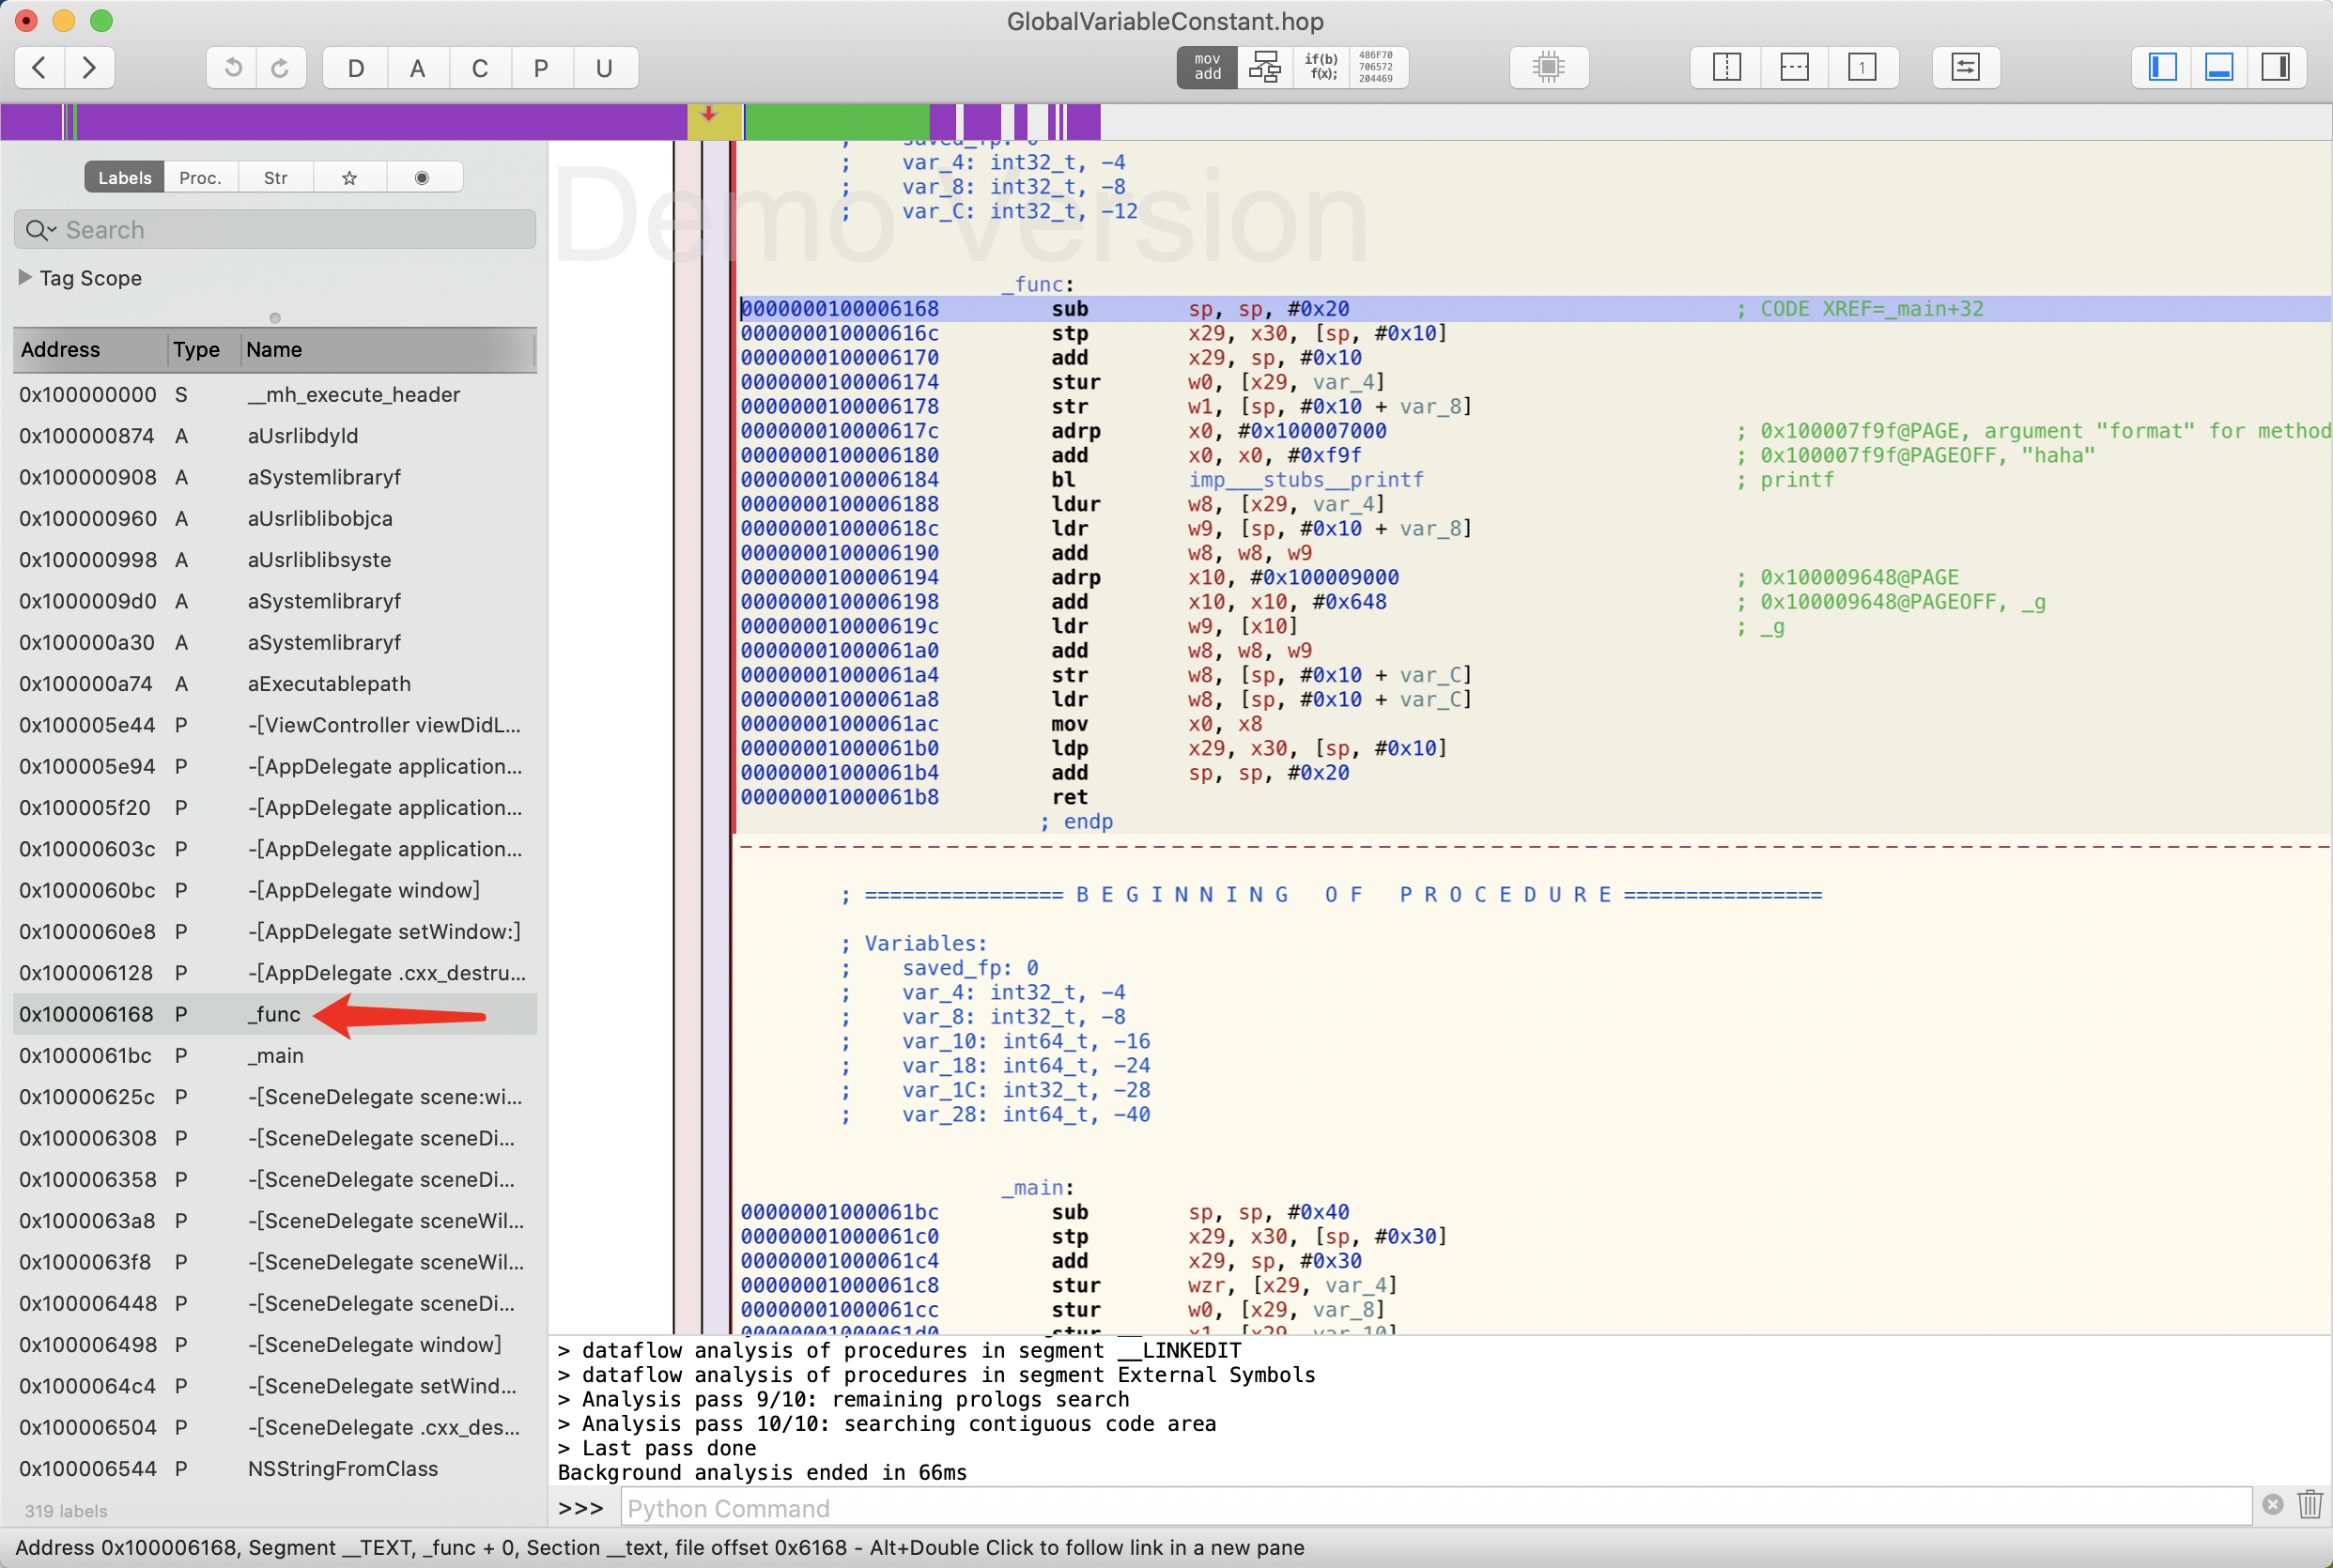 GlobalVariableConstant.hop
D A C P U
mov add
if(b) f(x);
486F70 706572 204469
1
Labels Proc. Str
Search
Tag Scope
Address Type Name
0x100000000 S __mh_execute_header
0x100000874 A aUsrlibdyld
0x100000908 A aSystemlibraryf
0x100000960 A aUsrliblibobjca
0x100000998 A aUsrliblibsyste
0x1000009d0 A aSystemlibraryf
0x100000a30 A aSystemlibraryf
0x100000a74 A aExecutablepath
0x100005e44 P -[ViewController viewDidL...
0x100005e94 P -[AppDelegate application...
0x100005f20 P -[AppDelegate application...
0x10000603c P -[AppDelegate application...
0x1000060bc P -[AppDelegate window]
0x1000060e8 P -[AppDelegate setWindow:]
0x100006128 P -[AppDelegate .cxx_destru...
0x100006168 P _func
0x1000061bc P _main
0x10000625c P -[SceneDelegate scene:wi...
0x100006308 P -[SceneDelegate sceneDi...
0x100006358 P -[SceneDelegate sceneDi...
0x1000063a8 P -[SceneDelegate sceneWil...
0x1000063f8 P -[SceneDelegate sceneWil...
0x100006448 P -[SceneDelegate sceneDi...
0x100006498 P -[SceneDelegate window]
0x1000064c4 P -[SceneDelegate setWind...
0x100006504 P -[SceneDelegate .cxx_des...
0x100006544 P NSStringFromClass
319 labels
Demo Version
; saved_fp: 0
; var_4: int32_t, -4
; var_8: int32_t, -8
; var_C: int32_t, -12
_func:
0000000100006168 sub sp, sp, #0x20 ; CODE XREF=_main+32
000000010000616c stp x29, x30, [sp, #0x10]
0000000100006170 add x29, sp, #0x10
0000000100006174 stur w0, [x29, var_4]
0000000100006178 str w1, [sp, #0x10 + var_8]
000000010000617c adrp x0, #0x100007000 ; 0x100007f9f@PAGE, argument "format" for method
0000000100006180 add x0, x0, #0xf9f ; 0x100007f9f@PAGEOFF, "haha"
0000000100006184 bl imp___stubs__printf ; printf
0000000100006188 ldur w8, [x29, var_4]
000000010000618c ldr w9, [sp, #0x10 + var_8]
0000000100006190 add w8, w8, w9
0000000100006194 adrp x10, #0x100009000 ; 0x100009648@PAGE
0000000100006198 add x10, x10, #0x648 ; 0x100009648@PAGEOFF, _g
000000010000619c ldr w9, [x10] ; _g
00000001000061a0 add w8, w8, w9
00000001000061a4 str w8, [sp, #0x10 + var_C]
00000001000061a8 ldr w8, [sp, #0x10 + var_C]
00000001000061ac mov x0, x8
00000001000061b0 ldp x29, x30, [sp, #0x10]
00000001000061b4 add sp, sp, #0x20
00000001000061b8 ret
; endp
; ================ B E G I N N I N G   O F   P R O C E D U R E ================
; Variables:
; saved_fp: 0
; var_4: int32_t, -4
; var_8: int32_t, -8
; var_10: int64_t, -16
; var_18: int64_t, -24
; var_1C: int32_t, -28
; var_28: int64_t, -40
_main:
00000001000061bc sub sp, sp, #0x40
00000001000061c0 stp x29, x30, [sp, #0x30]
00000001000061c4 add x29, sp, #0x30
00000001000061c8 stur wzr, [x29, var_4]
00000001000061cc stur w0, [x29, var_8]
00000001000061d0 stur x1, [x29, var_10]
> dataflow analysis of procedures in segment __LINKEDIT
> dataflow analysis of procedures in segment External Symbols
> Analysis pass 9/10: remaining prologs search
> Analysis pass 10/10: searching contiguous code area
> Last pass done
Background analysis ended in 66ms
>>> Python Command
Address 0x100006168, Segment __TEXT, _func + 0, Section __text, file offset 0x6168 - Alt+Double Click to follow link in a new pane